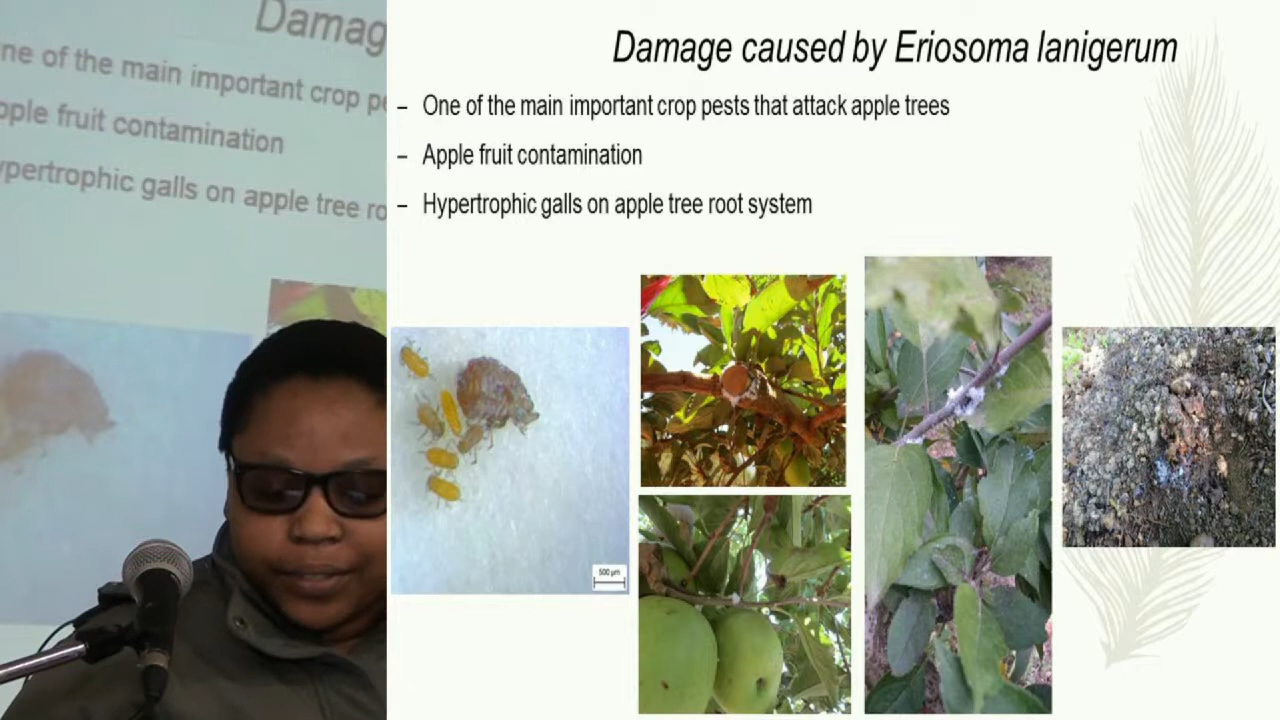 Damag
ne of the main important crop pe
pple fruit contamination
ypertrophic galls on apple tree ro
Damage caused by Eriosoma lanigerum
– One of the main important crop pests that attack apple trees
– Apple fruit contamination
– Hypertrophic galls on apple tree root system
500 µm